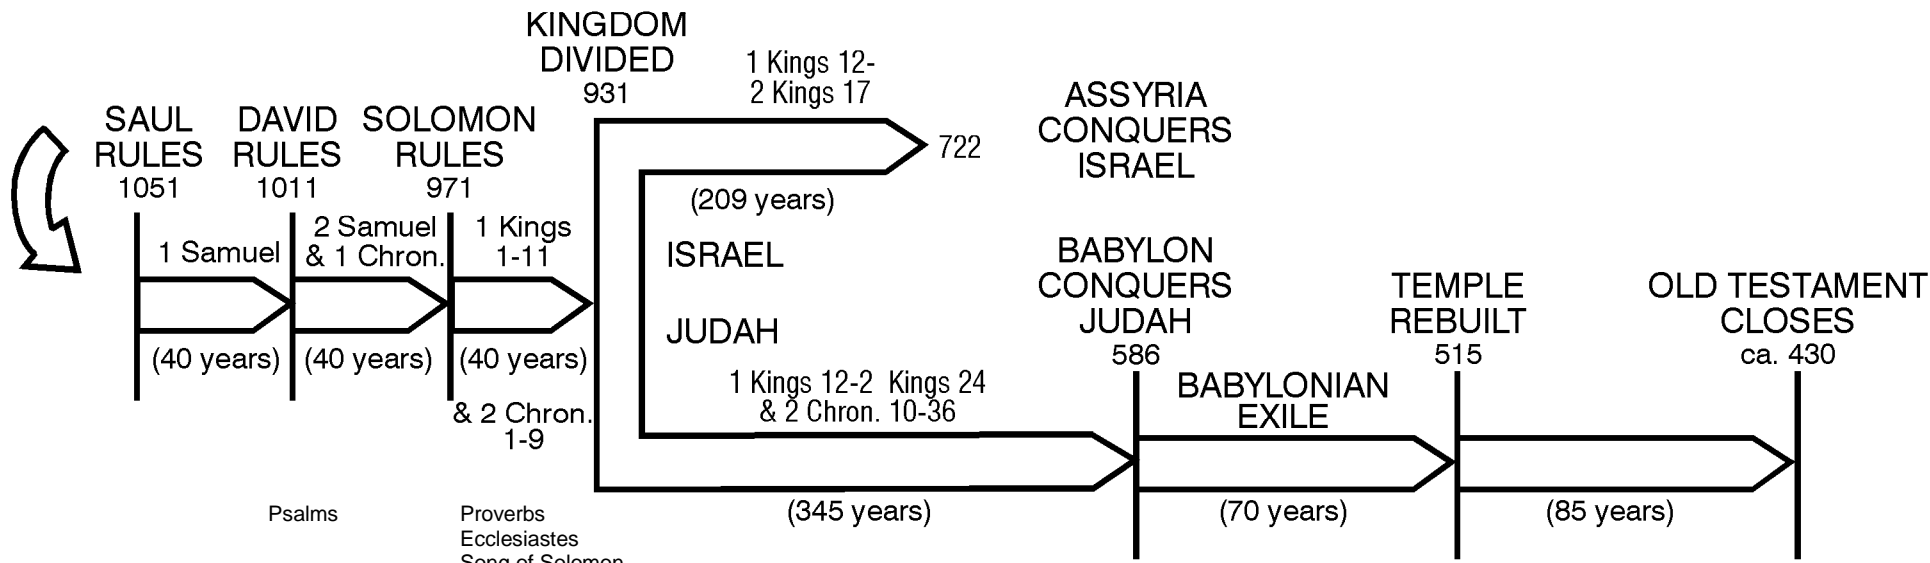 KINGDOM
DIVIDED
931
1 Kings 12-
2 Kings 17
SAUL
RULES
1051
DAVID
RULES
1011
SOLOMON
RULES
971
722
ASSYRIA
CONQUERS
ISRAEL
(209 years)
1 Samuel
2 Samuel
& 1 Chron.
1 Kings
1-11
ISRAEL
JUDAH
(40 years)
(40 years)
(40 years)
& 2 Chron.
1-9
1 Kings 12-2 Kings 24
& 2 Chron. 10-36
BABYLON
CONQUERS
JUDAH
586
BABYLONIAN
EXILE
TEMPLE
REBUILT
515
OLD TESTAMENT
CLOSES
ca. 430
(345 years)
(70 years)
(85 years)
Psalms
Proverbs
Ecclesiastes
Song of Solomon